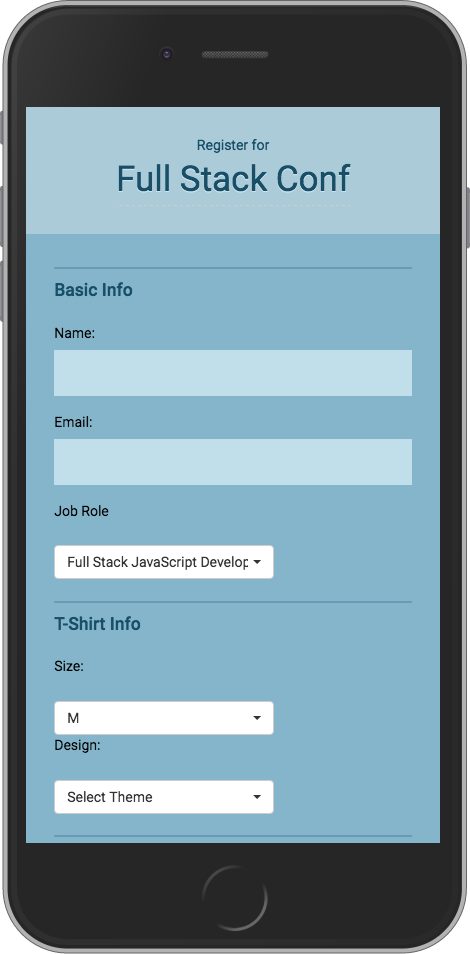 Register for
Full Stack Conf
Basic Info
Name:
Email:
Job Role
Full Stack JavaScript Develop
T-Shirt Info
Size:
M
Design:
Select Theme